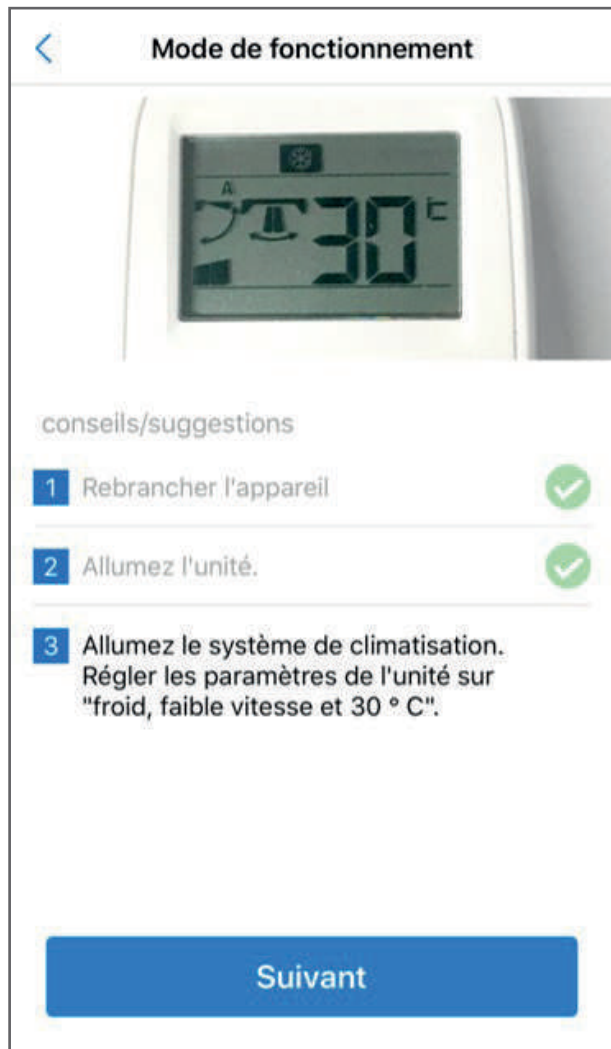 Mode de fonctionnement
A
30 °C
conseils/suggestions
1 Rebrancher l'appareil
2 Allumez l'unité.
3 Allumez le système de climatisation.
Régler les paramètres de l'unité sur
"froid, faible vitesse et 30 ° C".
Suivant